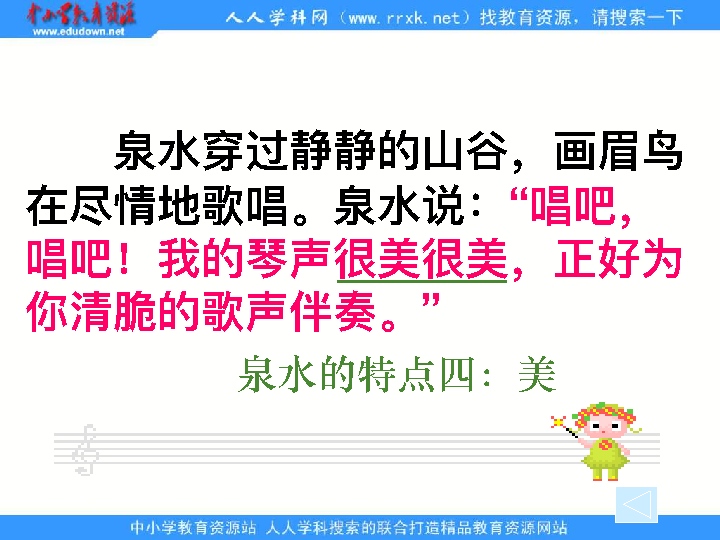 中小学教育资源
www.edudown.net
人人学科网（www.rrxk.net）找教育资源，请搜索一下
泉水穿过静静的山谷，画眉鸟
在尽情地歌唱。泉水说：“唱吧，
唱吧！我的琴声很美很美，正好为
你清脆的歌声伴奏。”
泉水的特点四：美
中小学教育资源站 人人学科搜索的联合打造精品教育资源网站